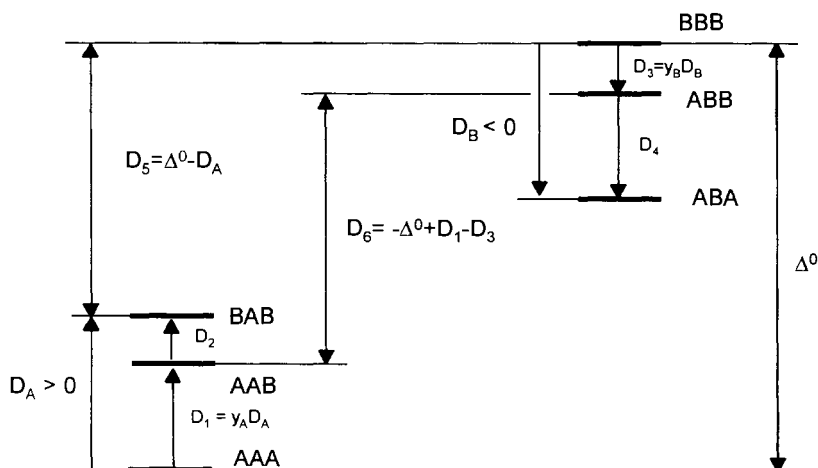 BBB
D₃=y_BD_B
ABB
D_B < 0
D₅=Δ⁰-D_A
D₄
ABA
D₆= -Δ⁰+D₁-D₃
Δ⁰
BAB
D₂
D_A > 0
AAB
D₁ = y_AD_A
AAA